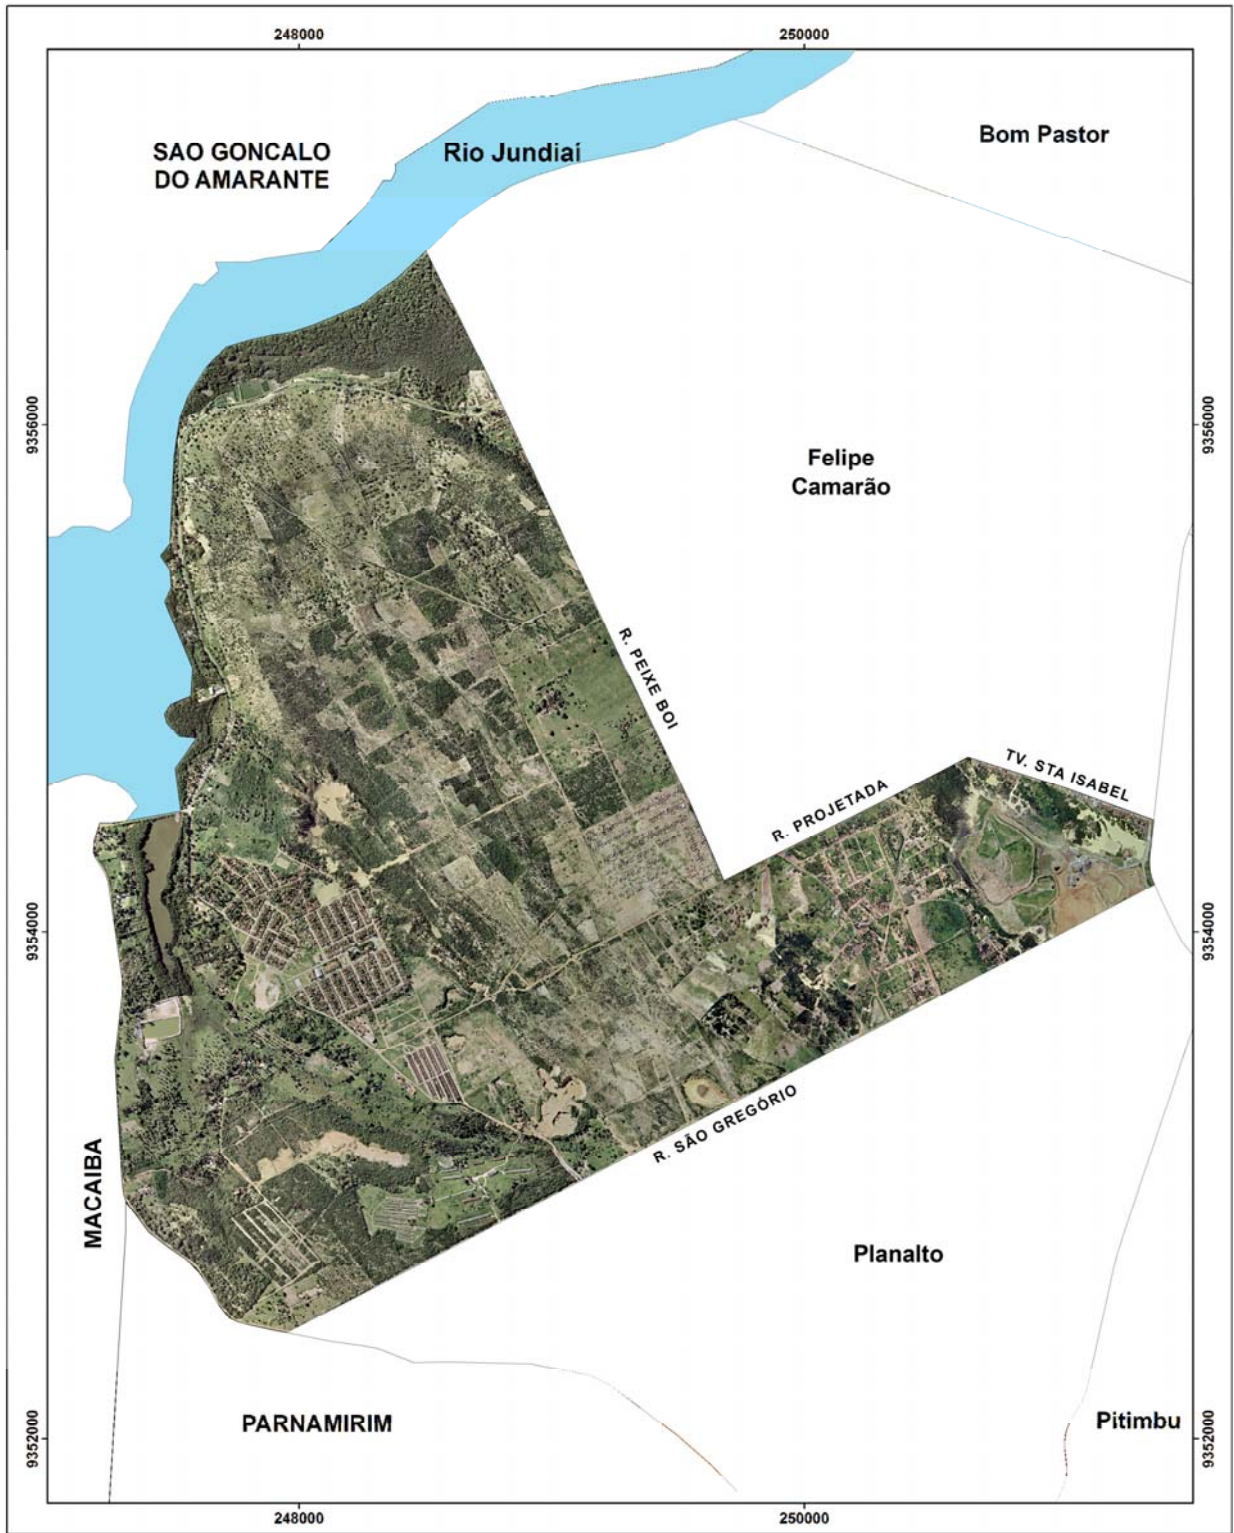 248000
250000
SAO GONCALO
DO AMARANTE
Rio Jundiaí
Bom Pastor
9356000
9356000
Felipe
Camarão
R. PEIXE BOI
R. PROJETADA
TV. STA ISABEL
9354000
9354000
R. SÃO GREGÓRIO
MACAIBA
Planalto
PARNAMIRIM
Pitimbu
9352000
9352000
248000
250000